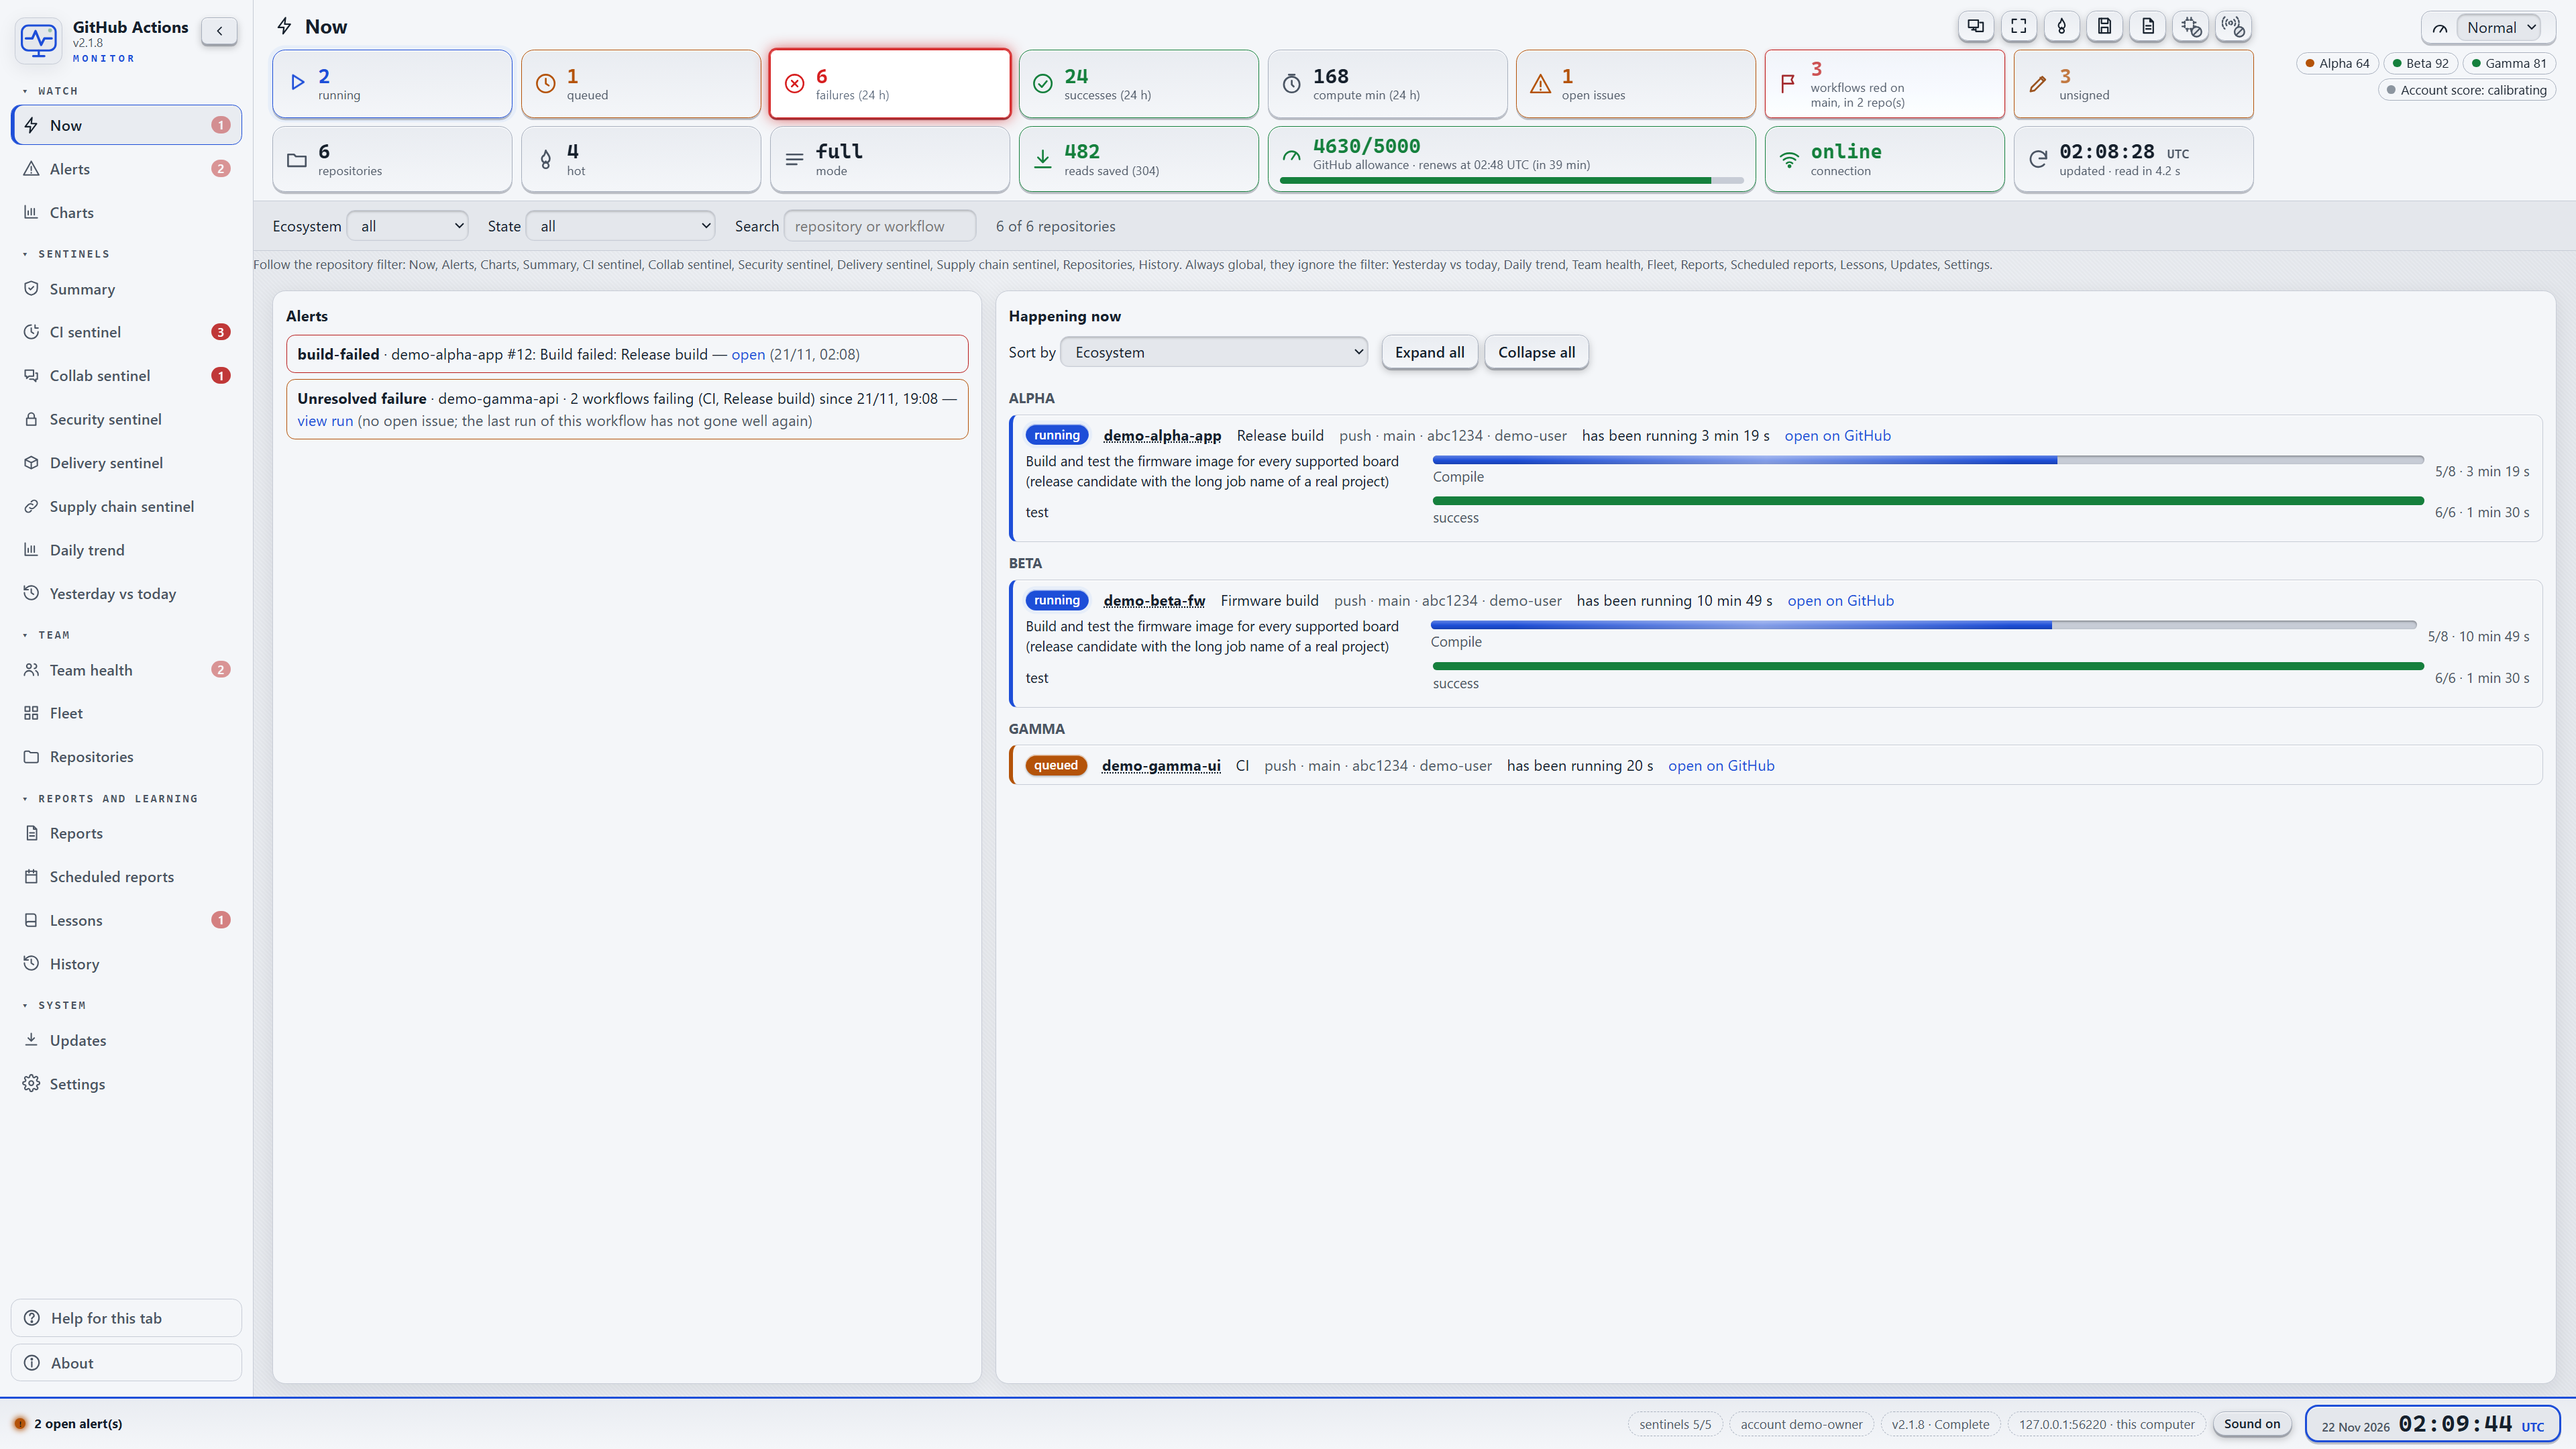 GitHub Actions
v2.1.8
MONITOR
WATCH
Now 1
Alerts 2
Charts
SENTINELS
Summary
CI sentinel 3
Collab sentinel 1
Security sentinel
Delivery sentinel
Supply chain sentinel
Daily trend
Yesterday vs today
TEAM
Team health 2
Fleet
Repositories
REPORTS AND LEARNING
Reports
Scheduled reports
Lessons 1
History
SYSTEM
Updates
Settings
Help for this tab
About
Now
Normal
2
running
1
queued
6
failures (24 h)
24
successes (24 h)
168
compute min (24 h)
1
open issues
3
workflows red on
main, in 2 repo(s)
3
unsigned
Alpha 64
Beta 92
Gamma 81
Account score: calibrating
6
repositories
4
hot
full
mode
482
reads saved (304)
4630/5000
GitHub allowance · renews at 02:48 UTC (in 39 min)
online
connection
02:08:28 UTC
updated · read in 4.2 s
Ecosystem all State all Search repository or workflow 6 of 6 repositories
Follow the repository filter: Now, Alerts, Charts, Summary, CI sentinel, Collab sentinel, Security sentinel, Delivery sentinel, Supply chain sentinel, Repositories, History. Always global, they ignore the filter: Yesterday vs today, Daily trend, Team health, Fleet, Reports, Scheduled reports, Lessons, Updates, Settings.
Alerts
build-failed · demo-alpha-app #12: Build failed: Release build — open (21/11, 02:08)
Unresolved failure · demo-gamma-api · 2 workflows failing (CI, Release build) since 21/11, 19:08 —
view run (no open issue; the last run of this workflow has not gone well again)
Happening now
Sort by Ecosystem Expand all Collapse all
ALPHA
running demo-alpha-app Release build push · main · abc1234 · demo-user has been running 3 min 19 s open on GitHub
Build and test the firmware image for every supported board
(release candidate with the long job name of a real project)
Compile
5/8 · 3 min 19 s
test
success
6/6 · 1 min 30 s
BETA
running demo-beta-fw Firmware build push · main · abc1234 · demo-user has been running 10 min 49 s open on GitHub
Build and test the firmware image for every supported board
(release candidate with the long job name of a real project)
Compile
5/8 · 10 min 49 s
test
success
6/6 · 1 min 30 s
GAMMA
queued demo-gamma-ui CI push · main · abc1234 · demo-user has been running 20 s open on GitHub
2 open alert(s)
sentinels 5/5
account demo-owner
v2.1.8 · Complete
127.0.0.1:56220 · this computer
Sound on
22 Nov 2026 02:09:44 UTC